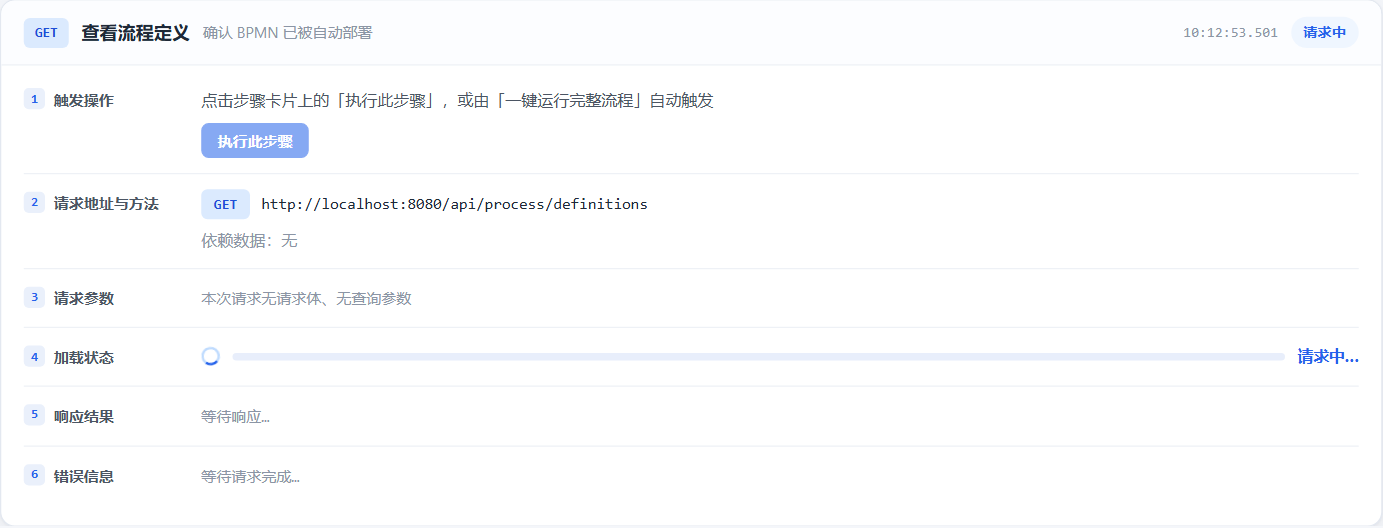 GET 查看流程定义 确认 BPMN 已被自动部署 10:12:53.501 请求中
1 触发操作 点击步骤卡片上的「执行此步骤」，或由「一键运行完整流程」自动触发
执行此步骤
2 请求地址与方法 GET http://localhost:8080/api/process/definitions
依赖数据：无
3 请求参数 本次请求无请求体、无查询参数
4 加载状态 请求中…
5 响应结果 等待响应…
6 错误信息 等待请求完成…